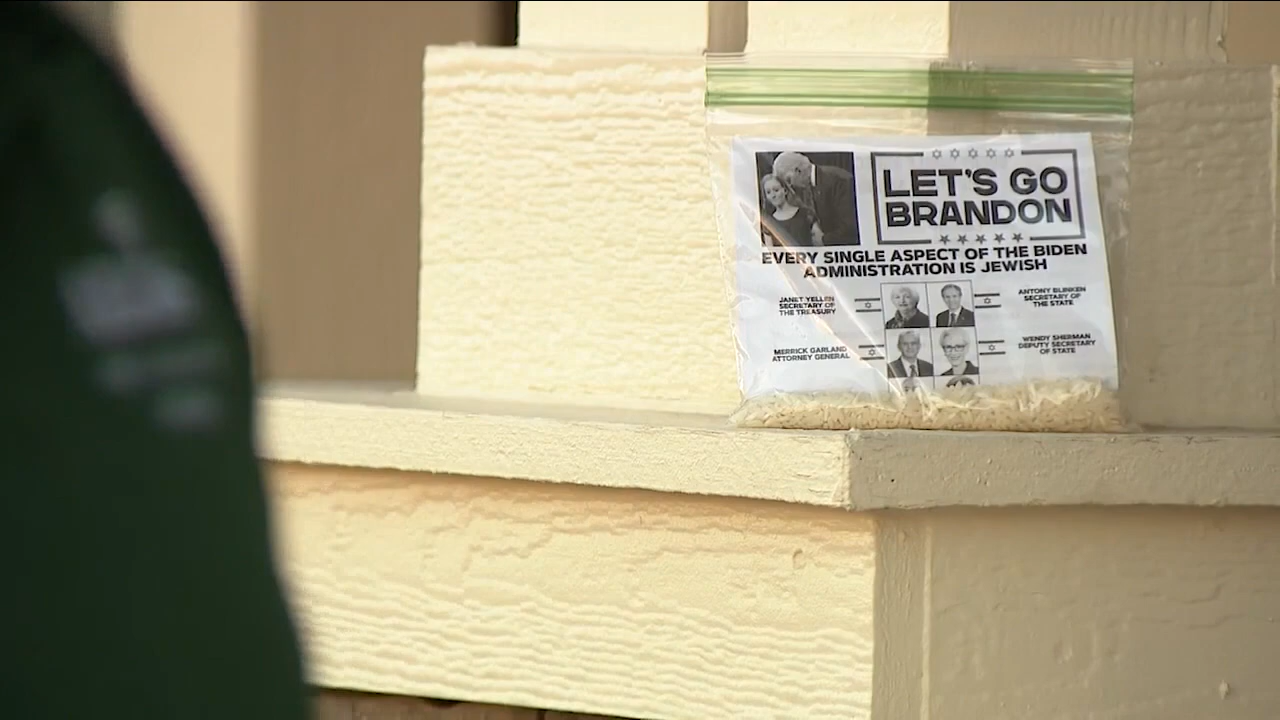 LET'S GO
BRANDON
EVERY SINGLE ASPECT OF THE BIDEN
ADMINISTRATION IS JEWISH
JANET YELLEN
SECRETARY OF
THE TREASURY
ANTONY BLINKEN
SECRETARY OF
THE STATE
MERRICK GARLAND
ATTORNEY GENERAL
WENDY SHERMAN
DEPUTY SECRETARY
OF STATE